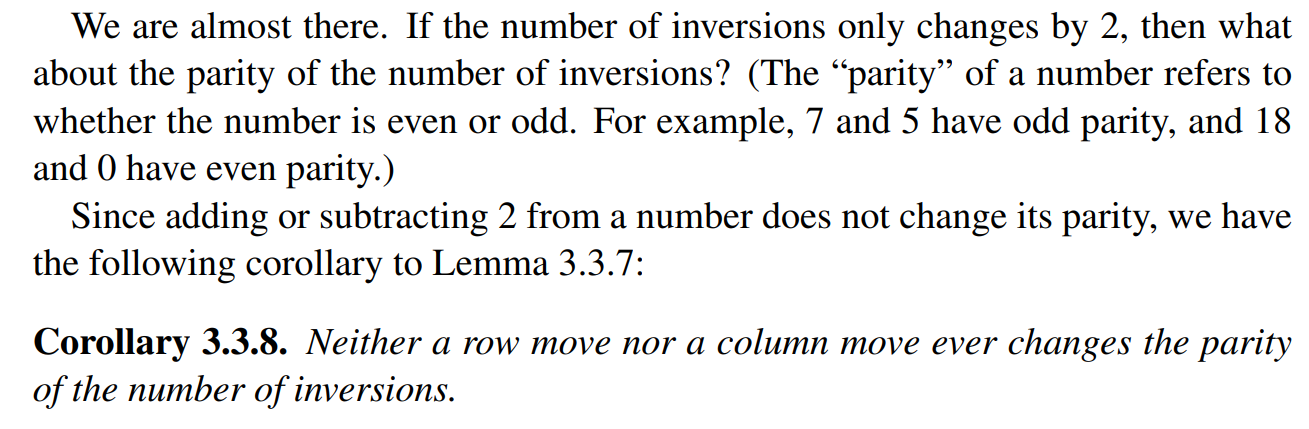 We are almost there. If the number of inversions only changes by 2, then what
about the parity of the number of inversions? (The “parity” of a number refers to
whether the number is even or odd. For example, 7 and 5 have odd parity, and 18
and 0 have even parity.)
Since adding or subtracting 2 from a number does not change its parity, we have
the following corollary to Lemma 3.3.7:
Corollary 3.3.8. Neither a row move nor a column move ever changes the parity
of the number of inversions.